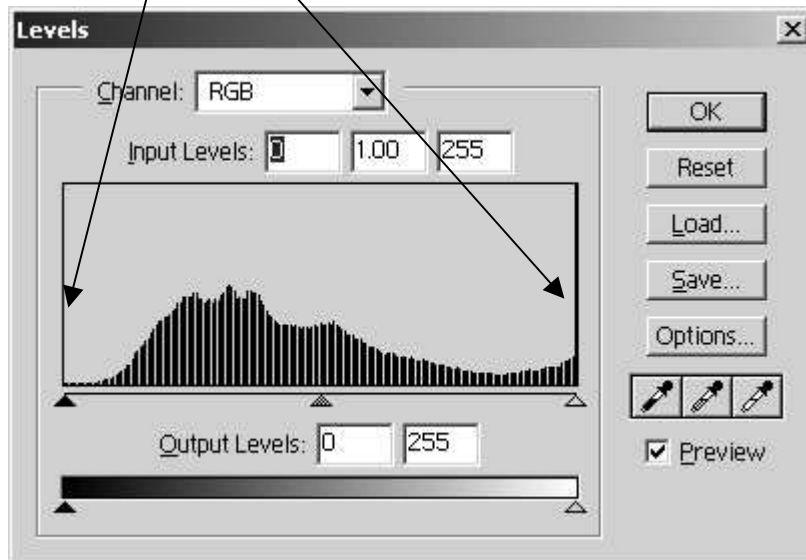 Levels
Channel: RGB
Input Levels: 0 1.00 255
Output Levels: 0 255
OK
Reset
Load...
Save...
Options...
Preview